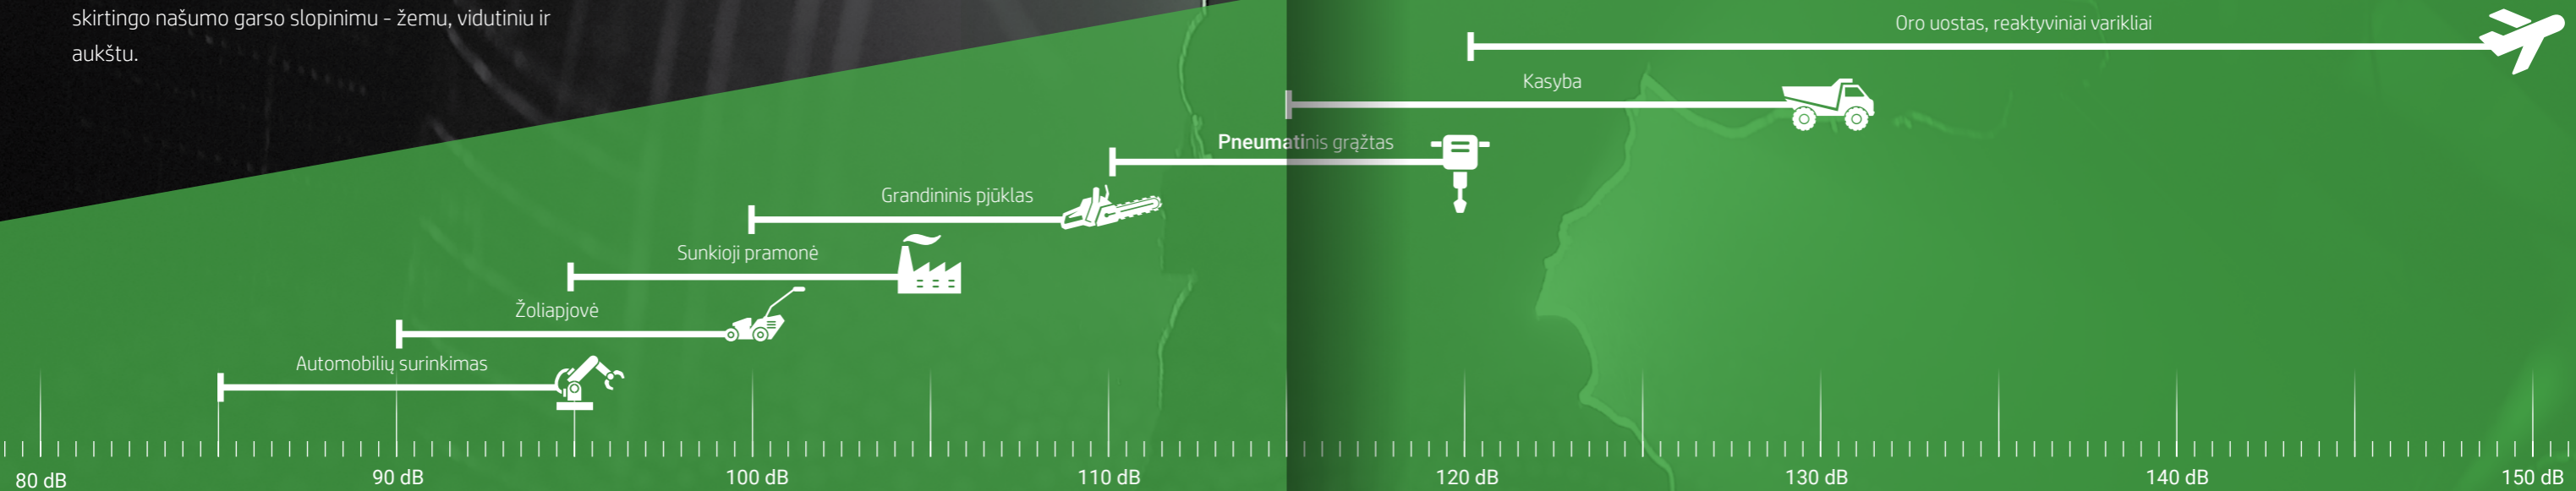 skirtingo našumo garso slopinimu - žemu, vidutiniu ir
aukštu.
Oro uostas, reaktyviniai varikliai
Kasyba
Pneumatinis grąžtas
Grandininis pjūklas
Sunkioji pramonė
Žoliapjovė
Automobilių surinkimas
80 dB 90 dB 100 dB 110 dB 120 dB 130 dB 140 dB 150 dB